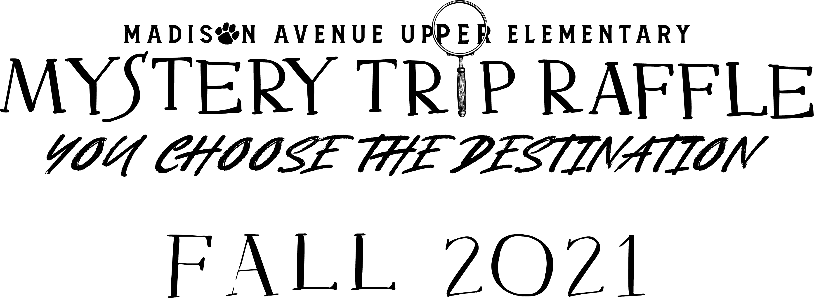 MADISON AVENUE UPPER ELEMENTARY
MYSTERY TRIP RAFFLE
YOU CHOOSE THE DESTINATION
FALL 2021